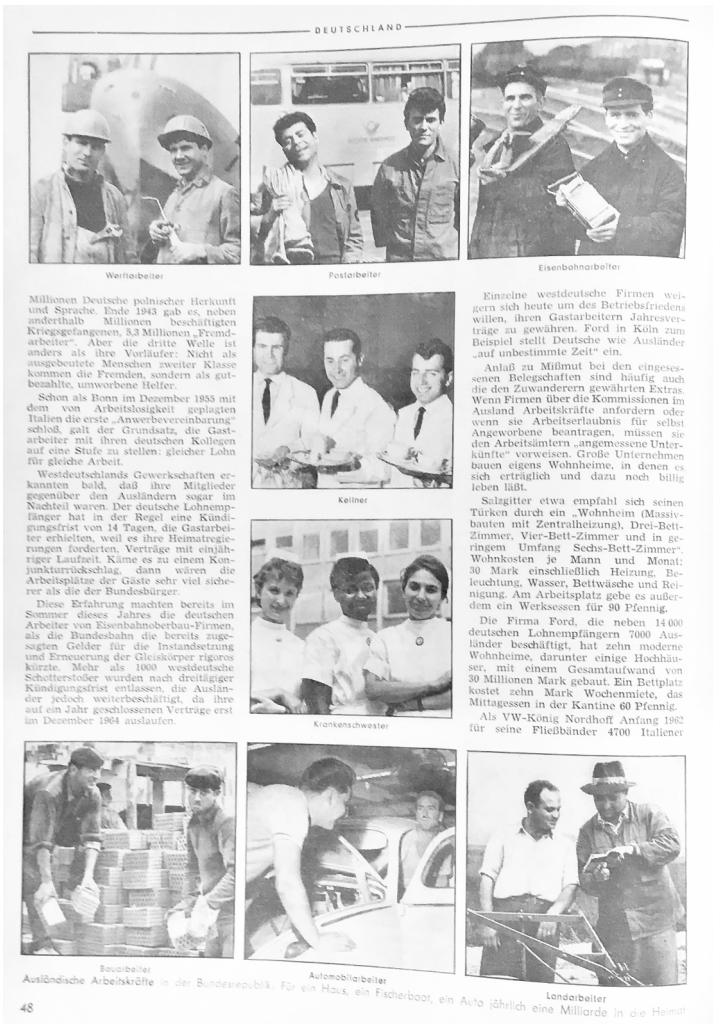 DEUTSCHLAND
Werftarbeiter
Postarbeiter
Eisenbahnarbeiter
Millionen Deutsche polnischer Herkunft
und Sprache. Ende 1943 gab es, neben
anderthalb Millionen beschäftigten
Kriegsgefangenen, 5,3 Millionen „Fremd-
arbeiter“. Aber die dritte Welle ist
anders als ihre Vorläufer: Nicht als
ausgebeutete Menschen zweiter Klasse
kommen die Fremden, sondern als gut-
bezahlte, umworbene Helfer.
Schon als Bonn im Dezember 1955 mit
dem von Arbeitslosigkeit geplagten
Italien die erste „Anwerbevereinbarung“
schloß, galt der Grundsatz, die Gast-
arbeiter mit ihren deutschen Kollegen
auf eine Stufe zu stellen: gleicher Lohn
für gleiche Arbeit.
Westdeutschlands Gewerkschaften er-
kannten bald, daß ihre Mitglieder
gegenüber den Ausländern sogar im
Nachteil waren. Der deutsche Lohnemp-
fänger hat in der Regel eine Kündi-
gungsfrist von 14 Tagen, die Gastarbei-
ter erhielten, weil es ihre Heimatregie-
rungen forderten, Verträge mit einjäh-
riger Laufzeit. Käme es zu einem Kon-
junkturrückschlag, dann wären die
Arbeitsplätze der Gäste sehr viel siche-
rer als die der Bundesbürger.
Diese Erfahrung machten bereits im
Sommer dieses Jahres die deutschen
Arbeiter von Eisenbahnoberbau-Firmen,
als die Bundesbahn die bereits zuge-
sagten Gelder für die Instandsetzung
und Erneuerung der Gleiskörper rigoros
kürzte. Mehr als 1000 westdeutsche
Schotterstoßer wurden nach dreitägiger
Kündigungsfrist entlassen, die Auslän-
der jedoch weiterbeschäftigt, da ihre
auf ein Jahr geschlossenen Verträge erst
im Dezember 1964 auslaufen.
Kellner
Krankenschwester
Einzelne westdeutsche Firmen wei-
gern sich heute um des Betriebsfriedens
willen, ihren Gastarbeitern Jahresver-
träge zu gewähren. Ford in Köln zum
Beispiel stellt Deutsche wie Ausländer
„auf unbestimmte Zeit“ ein.
Anlaß zu Mißmut bei den eingeses-
senen Belegschaften sind häufig auch
die den Zuwanderern gewährten Extras.
Wenn Firmen über die Kommissionen im
Ausland Arbeitskräfte anfordern oder
wenn sie Arbeitserlaubnis für selbst
Angeworbene beantragen, müssen sie
den Arbeitsämtern „angemessene Unter-
künfte“ vorweisen. Große Unternehmen
bauen eigens Wohnheime, in denen es
sich erträglich und dazu noch billig
leben läßt.
Salzgitter etwa empfahl sich seinen
Türken durch ein „Wohnheim (Massiv-
bauten mit Zentralheizung), Drei-Bett-
Zimmer, Vier-Bett-Zimmer und in ge-
ringem Umfang Sechs-Bett-Zimmer“.
Wohnkosten je Mann und Monat:
30 Mark einschließlich Heizung, Be-
leuchtung, Wasser, Bettwäsche und Rei-
nigung. Am Arbeitsplatz gebe es außer-
dem ein Werksessen für 90 Pfennig.
Die Firma Ford, die neben 14 000
deutschen Lohnempfängern 7000 Aus-
länder beschäftigt, hat zehn moderne
Wohnheime, darunter einige Hochhäu-
ser, mit einem Gesamtaufwand von
30 Millionen Mark gebaut. Ein Bettplatz
kostet zehn Mark Wochenmiete, das
Mittagessen in der Kantine 60 Pfennig.
Als VW-König Nordhoff Anfang 1962
für seine Fließbänder 4700 Italiener
Bauarbeiter
Automobilarbeiter
Landarbeiter
Ausländische Arbeitskräfte in der Bundesrepublik: Für ein Haus, ein Fischerboot, ein Auto jährlich eine Milliarde in die Heimat
48